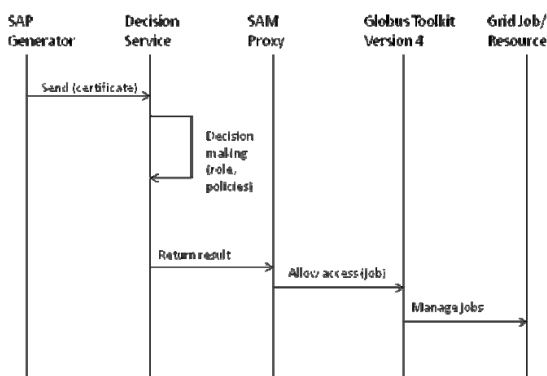 SAP
Generator
Decision
Service
SAM
Proxy
Globus Toolkit
Version 4
Grid Job/
Resource
Send (certificate)
Decision
making
(role,
policies)
Return result
Allow access (Job)
Manage Jobs